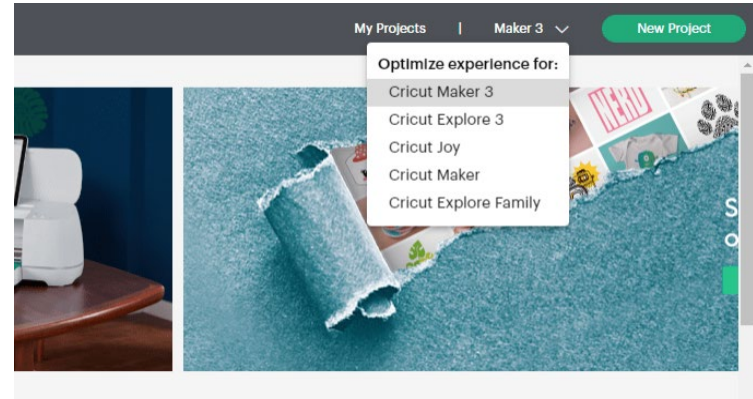 My Projects | Maker 3 New Project
Optimize experience for:
Cricut Maker 3
Cricut Explore 3
Cricut Joy
Cricut Maker
Cricut Explore Family
NERD
S
o